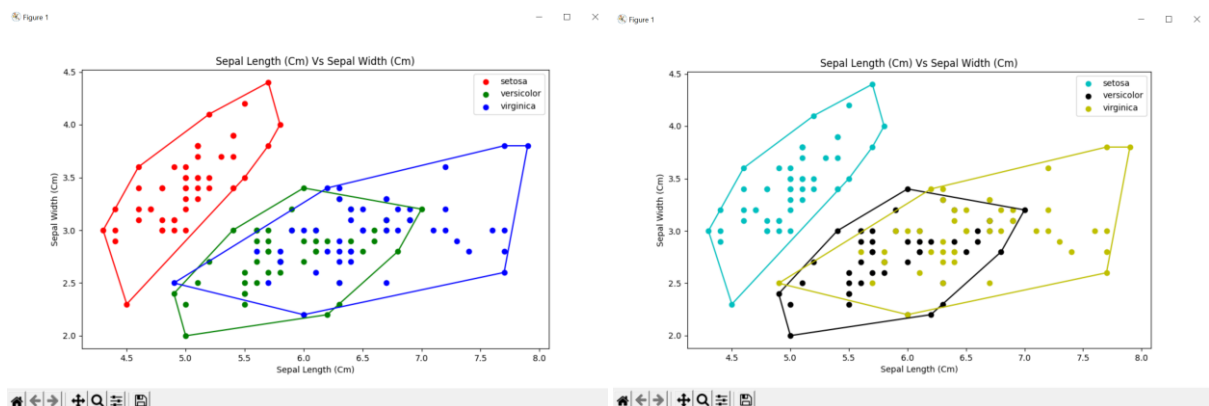 Figure 1
Sepal Length (Cm) Vs Sepal Width (Cm)
setosa
versicolor
virginica
Sepal Width (Cm)
4.5
4.0
3.5
3.0
2.5
2.0
4.5 5.0 5.5 6.0 6.5 7.0 7.5 8.0
Sepal Length (Cm)
Figure 1
Sepal Length (Cm) Vs Sepal Width (Cm)
setosa
versicolor
virginica
Sepal Width (Cm)
4.5
4.0
3.5
3.0
2.5
2.0
4.5 5.0 5.5 6.0 6.5 7.0 7.5 8.0
Sepal Length (Cm)